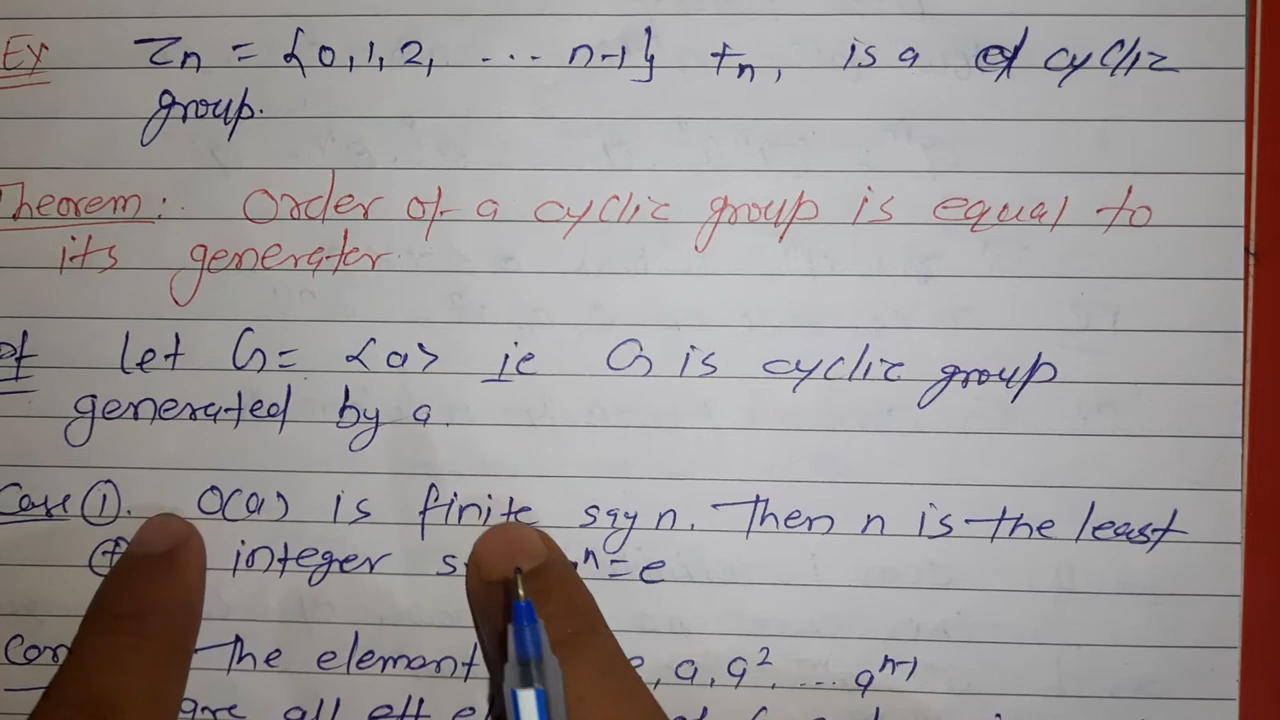 Ex Zn = {0, 1, 2, ... n-1} +n, is a cyclic
group.
Theorem: Order of a cyclic group is equal to
its generater.
let G = <a> ie G is cyclic group
generated by a.
Case ①. O(a) is finite say n. Then n is the least
integer n=e
The element , a, a², ... aⁿ⁻¹
are all